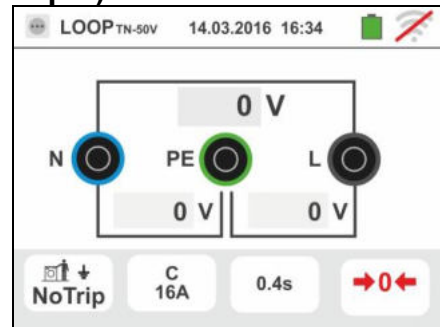 LOOP TN-50V 14.03.2016 16:34
0 V
N PE L
0 V 0 V
NoTrip C 16A 0.4s →0←